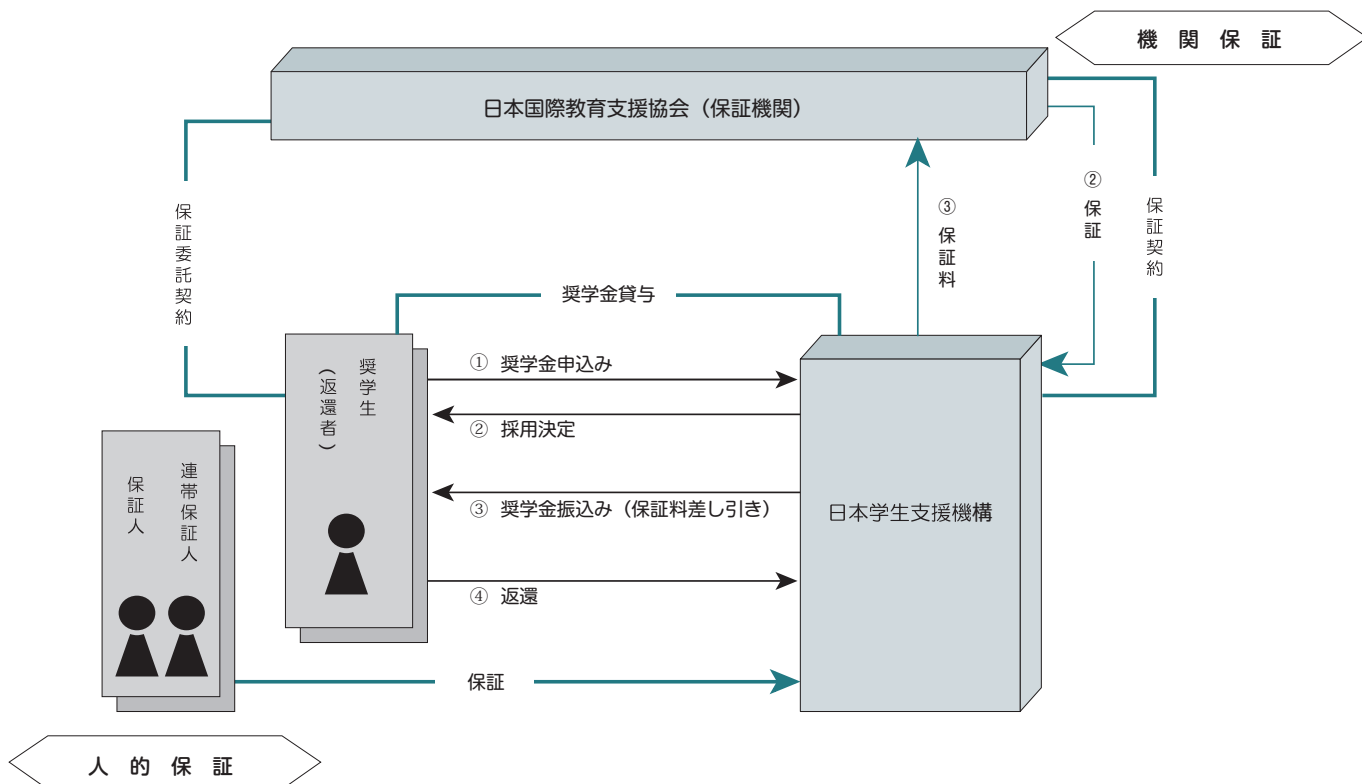 機関保証
日本国際教育支援協会（保証機関）
保証委託契約
③保証料
②保証
保証契約
奨学金貸与
奨学生
（返還者）
① 奨学金申込み
② 採用決定
③ 奨学金振込み（保証料差し引き）
④ 返還
日本学生支援機構
連帯保証人
保証人
保証
人的保証